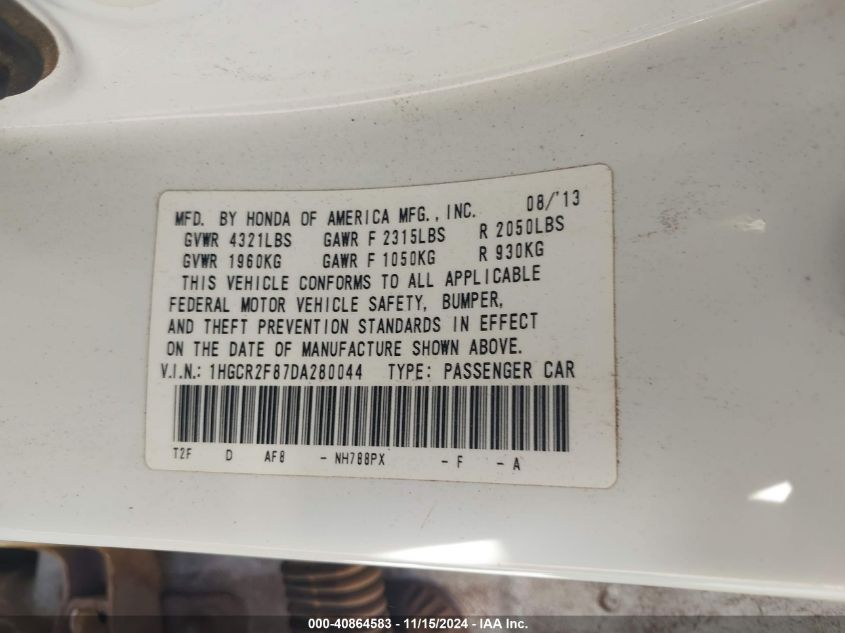 MFD. BY HONDA OF AMERICA MFG., INC. 08/'13
GVWR 4321LBS GAWR F 2315LBS R 2050LBS
GVWR 1960KG GAWR F 1050KG R 930KG
THIS VEHICLE CONFORMS TO ALL APPLICABLE
FEDERAL MOTOR VEHICLE SAFETY, BUMPER,
AND THEFT PREVENTION STANDARDS IN EFFECT
ON THE DATE OF MANUFACTURE SHOWN ABOVE.
V.I.N.: 1HGCR2F87DA280044 TYPE: PASSENGER CAR
T2F D AF8 - NH788PX - F - A
000-40864583 - 11/15/2024 - IAAI.com